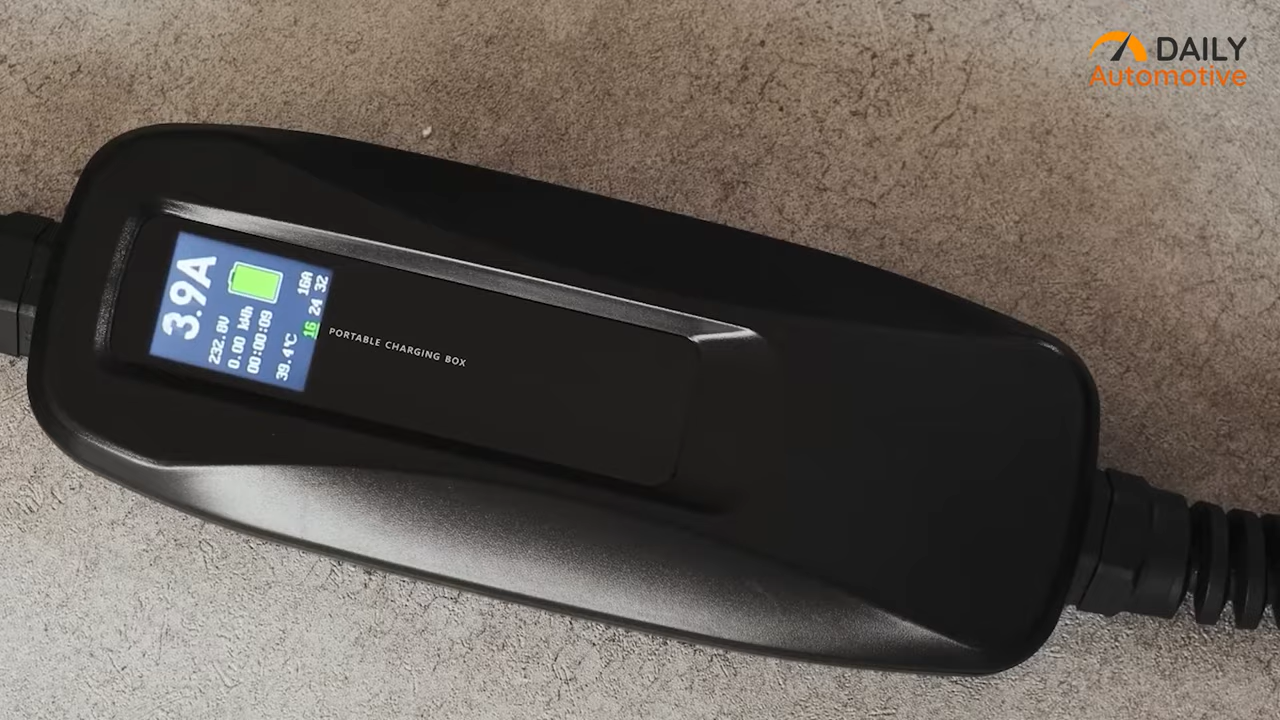 DAILY
Automotive
3.9A
232.8V
0.00 kWh
00:00:09
39.4℃
16A
16 24 32
PORTABLE CHARGING BOX